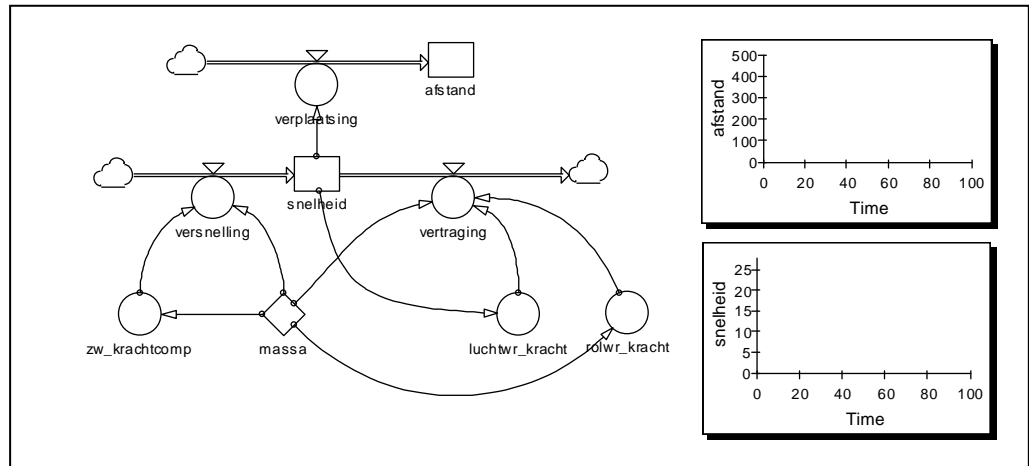 afstand
verplaatsing
snelheid
versnelling
vertraging
zw_krachtcomp
massa
luchtwr_kracht
rolwr_kracht
afstand
500
400
300
200
100
0
0 20 40 60 80 100
Time
snelheid
25
20
15
10
5
0
0 20 40 60 80 100
Time